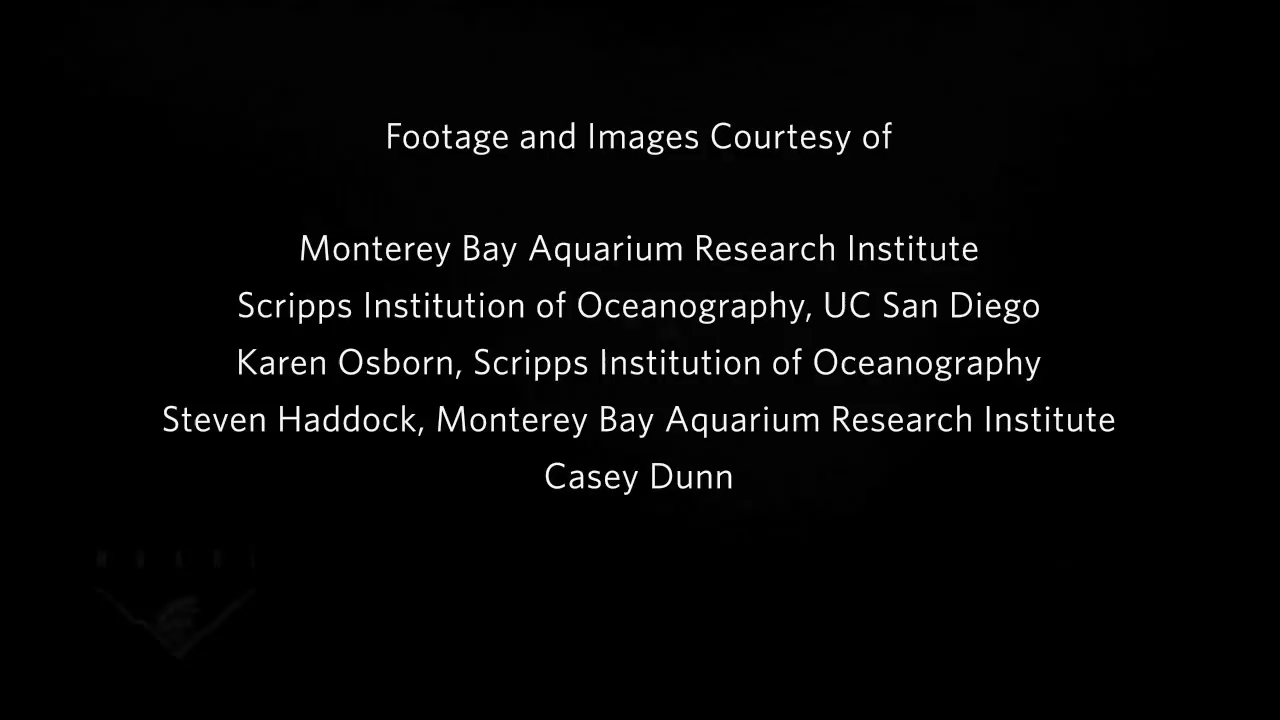 Footage and Images Courtesy of
Monterey Bay Aquarium Research Institute
Scripps Institution of Oceanography, UC San Diego
Karen Osborn, Scripps Institution of Oceanography
Steven Haddock, Monterey Bay Aquarium Research Institute
Casey Dunn